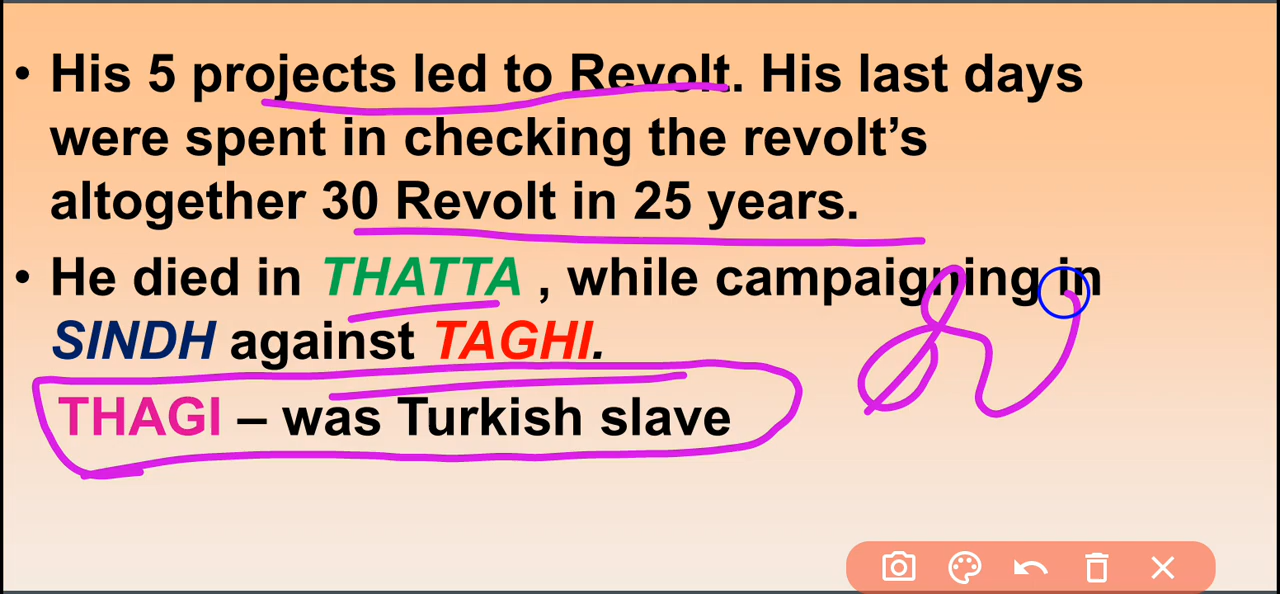 • His 5 projects led to Revolt. His last days
were spent in checking the revolt’s
altogether 30 Revolt in 25 years.
• He died in THATTA , while campaigning in
SINDH against TAGHI.
THAGI – was Turkish slave